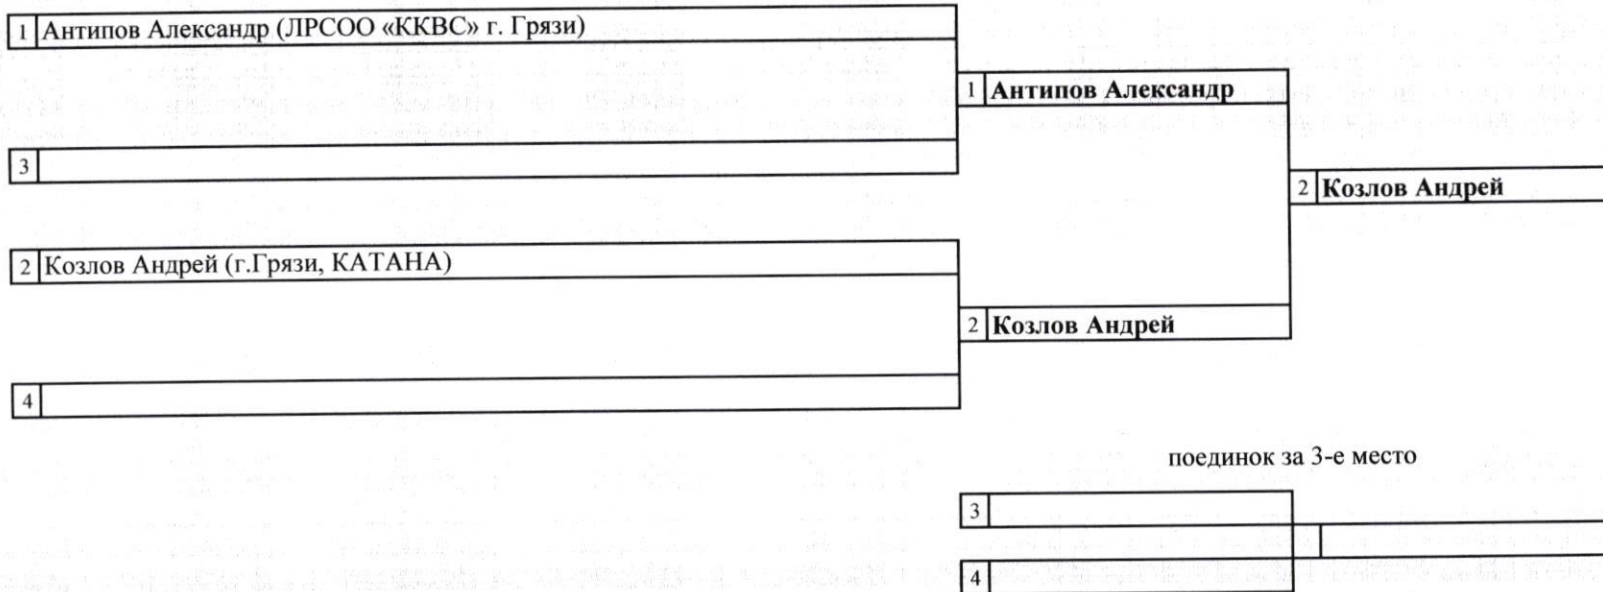 1 Антипов Александр (ЛРСОО «ККВС» г. Грязи)
1 Антипов Александр
3
2 Козлов Андрей
2 Козлов Андрей (г.Грязи, КАТАНА)
2 Козлов Андрей
4
поединок за 3-е место
3
4